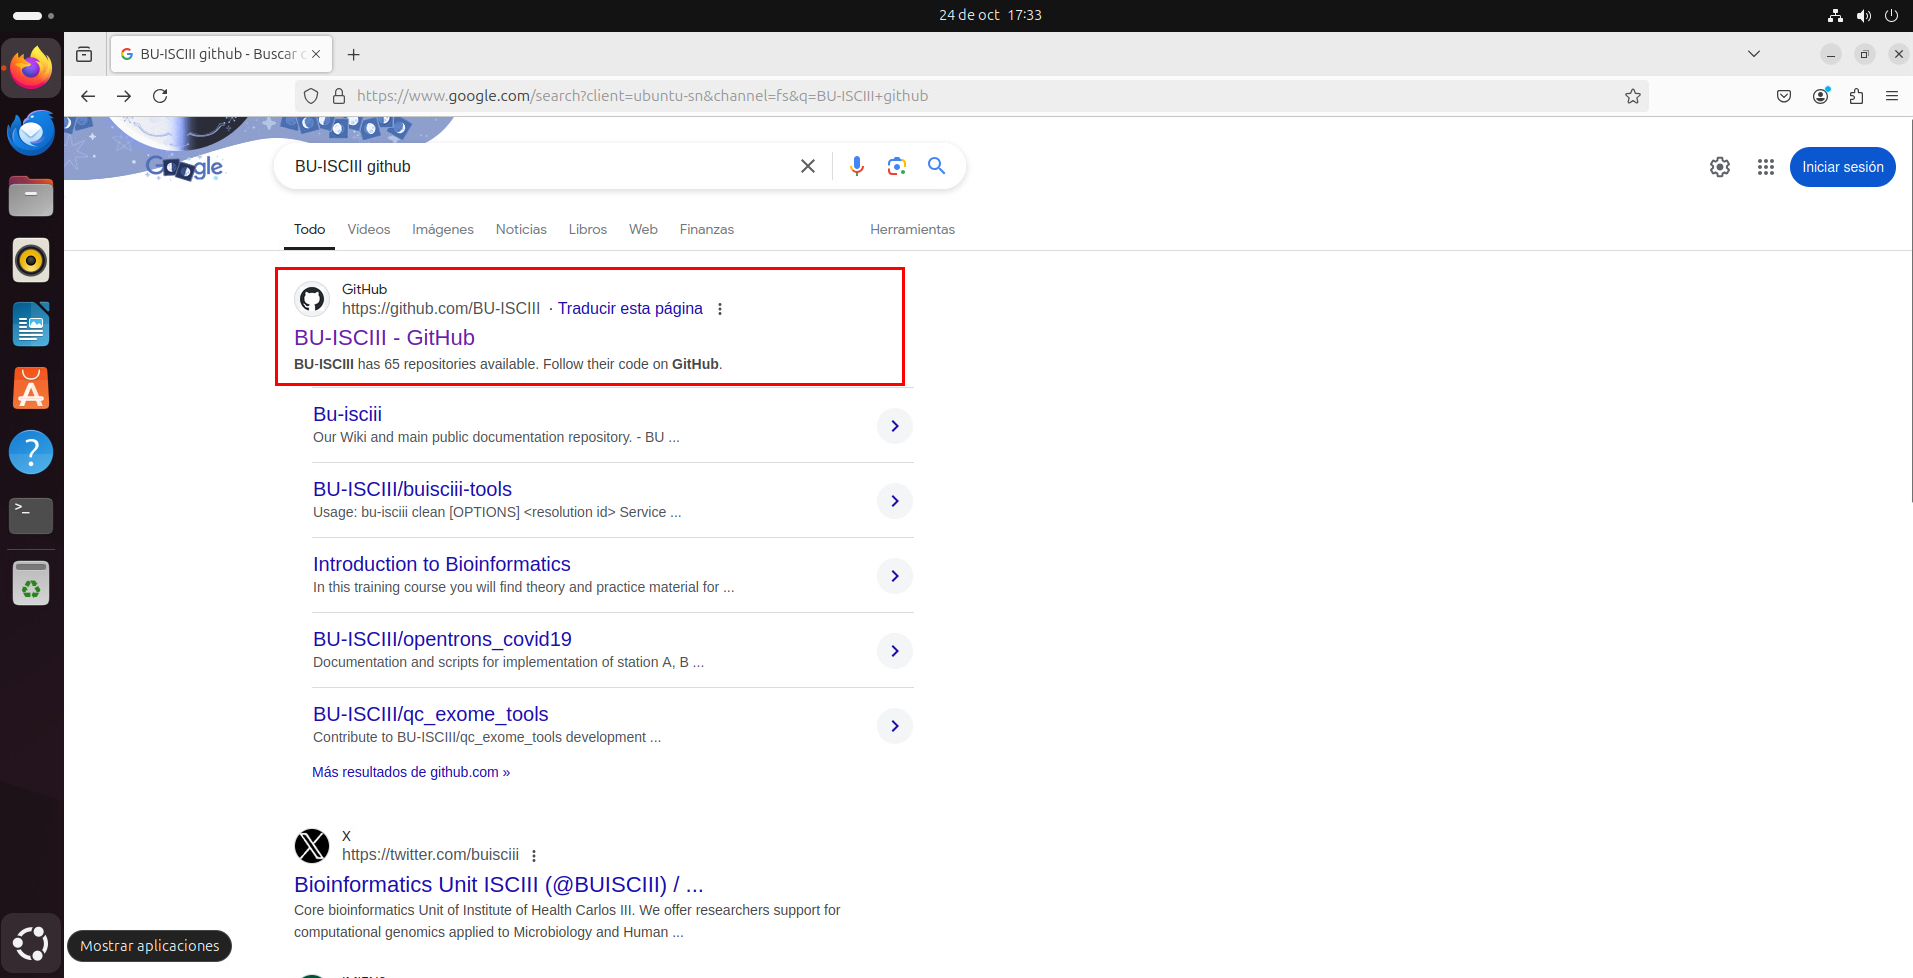 24 de oct 17:33
BU-ISCIII github - Buscar c
https://www.google.com/search?client=ubuntu-sn&channel=fs&q=BU-ISCIII+github
Google
BU-ISCIII github
Iniciar sesión
Todo Videos Imágenes Noticias Libros Web Finanzas Herramientas
GitHub
https://github.com/BU-ISCIII · Traducir esta página
BU-ISCIII - GitHub
BU-ISCIII has 65 repositories available. Follow their code on GitHub.
Bu-isciii
Our Wiki and main public documentation repository. - BU ...
BU-ISCIII/buisciii-tools
Usage: bu-isciii clean [OPTIONS] <resolution id> Service ...
Introduction to Bioinformatics
In this training course you will find theory and practice material for ...
BU-ISCIII/opentrons_covid19
Documentation and scripts for implementation of station A, B ...
BU-ISCIII/qc_exome_tools
Contribute to BU-ISCIII/qc_exome_tools development ...
Más resultados de github.com »
X
https://twitter.com/buisciii
Bioinformatics Unit ISCIII (@BUISCIII) / ...
Core bioinformatics Unit of Institute of Health Carlos III. We offer researchers support for
computational genomics applied to Microbiology and Human ...
Mostrar aplicaciones